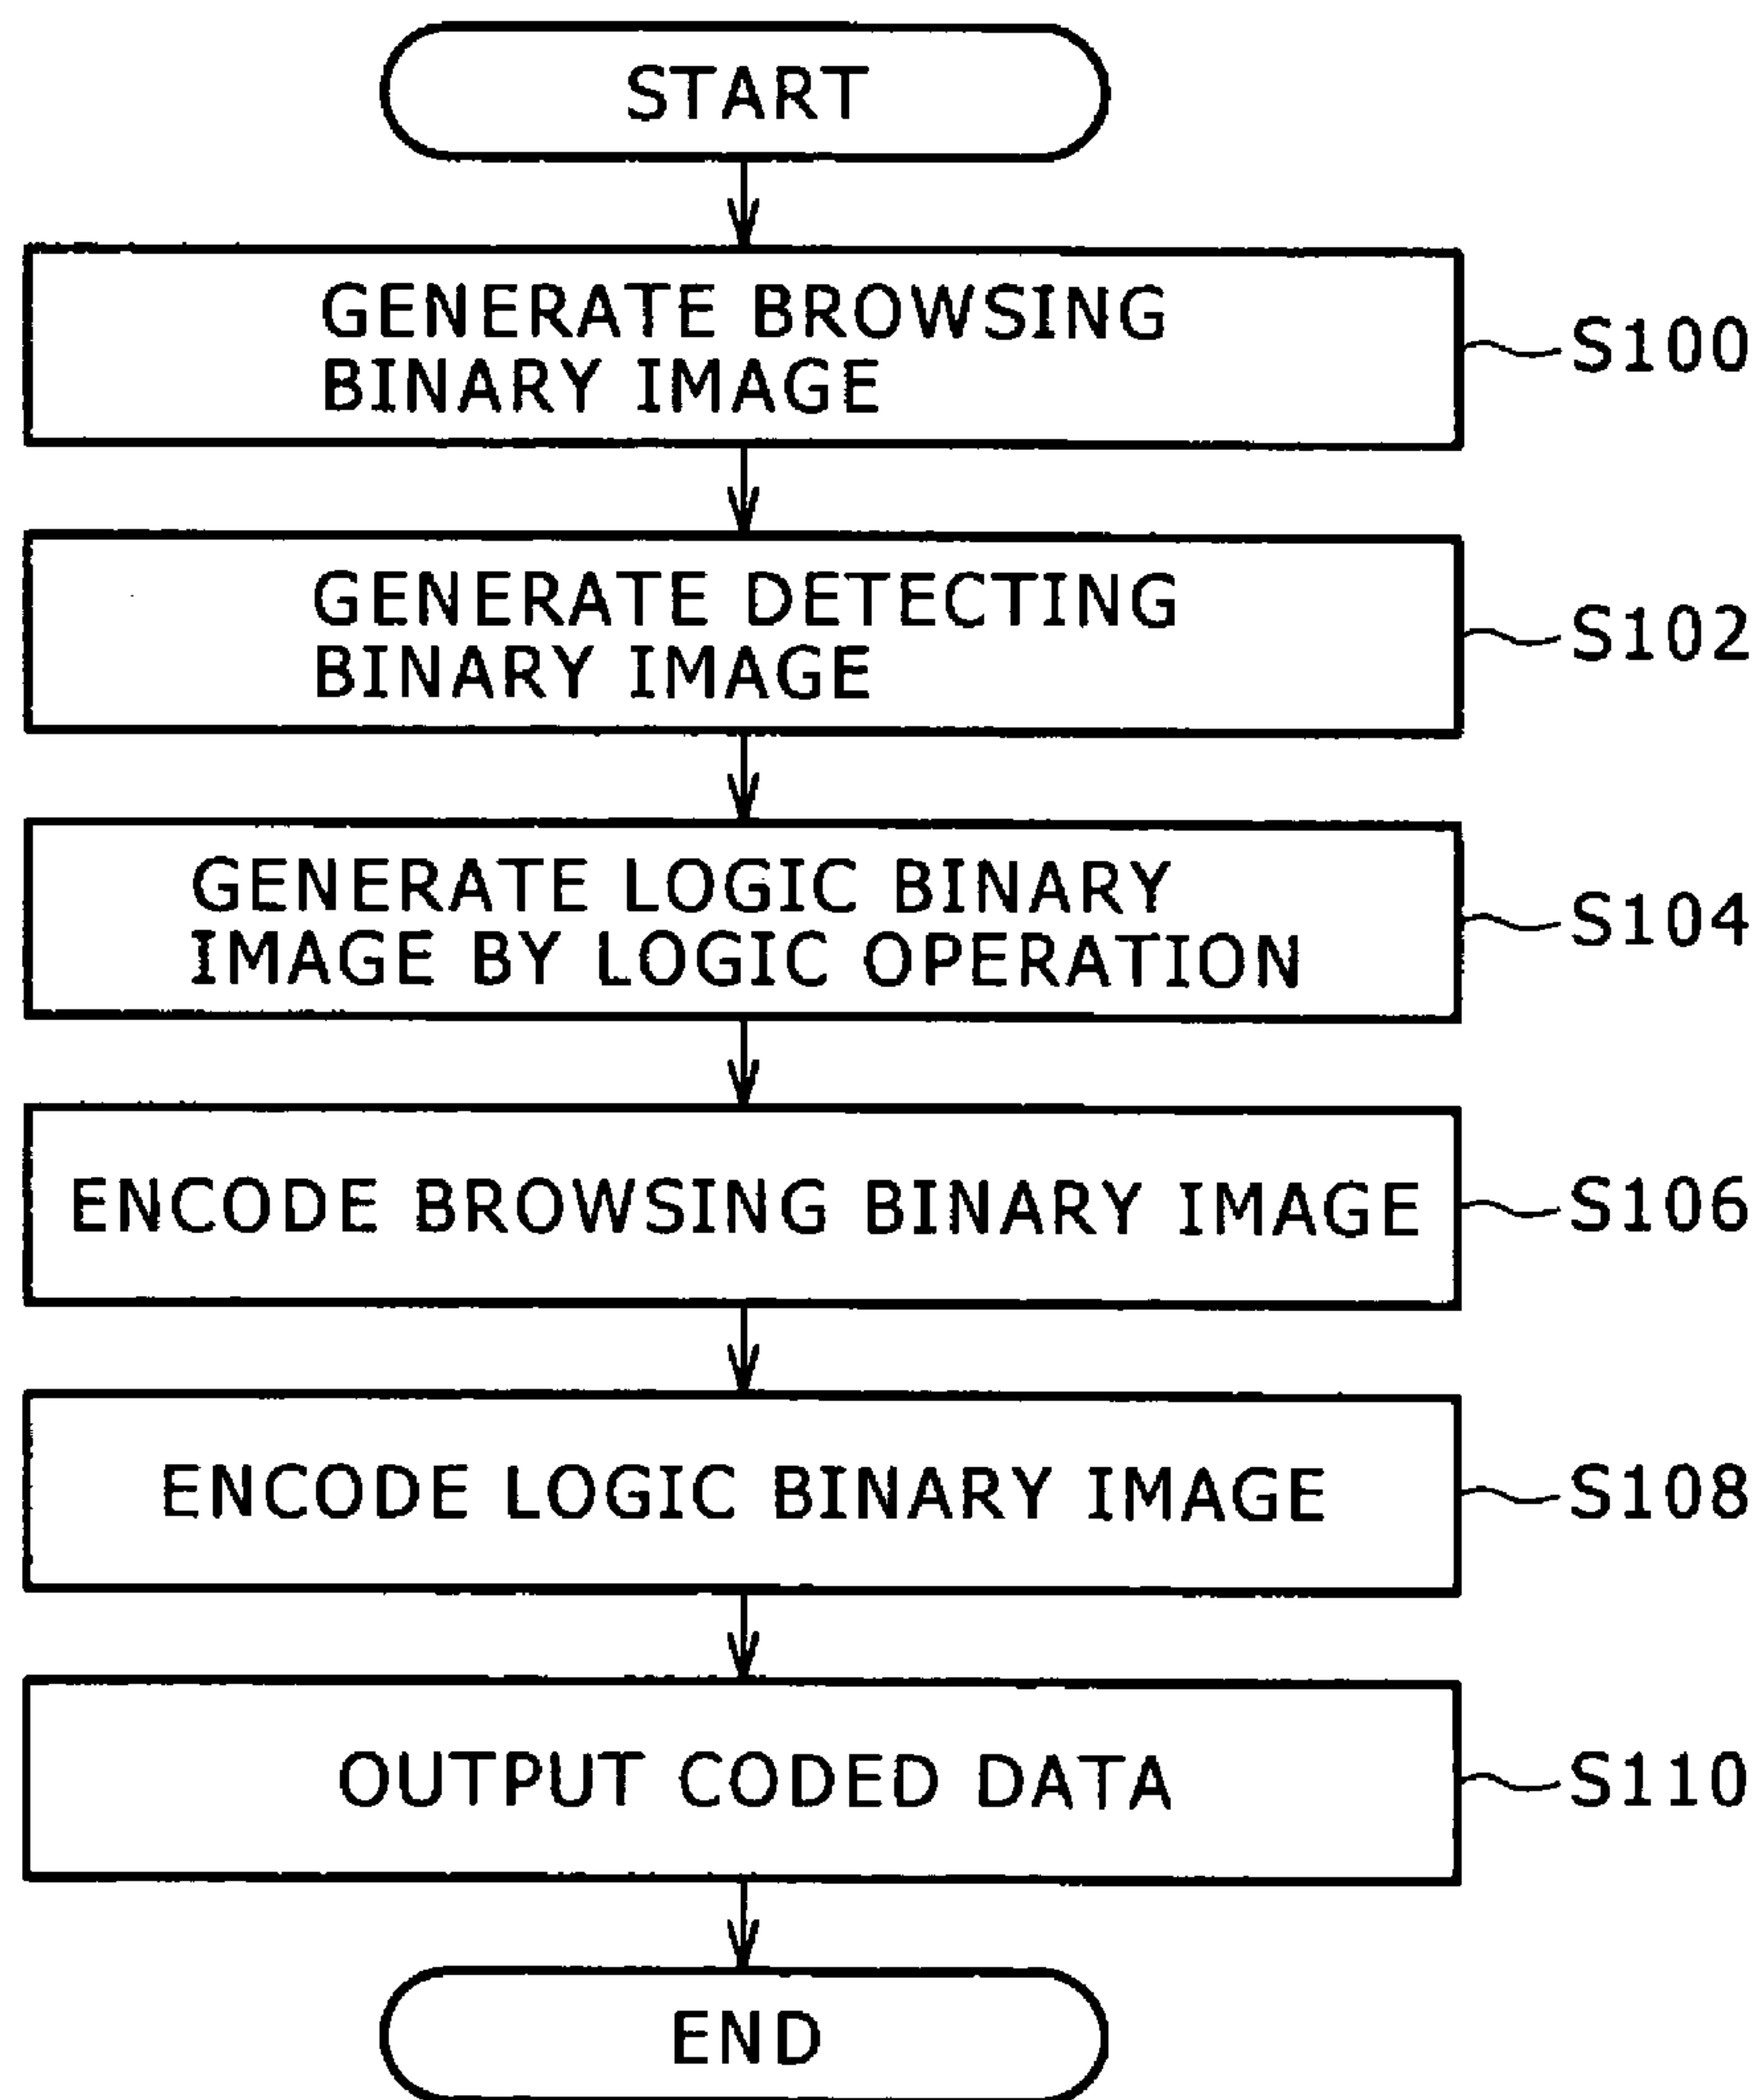 START
GENERATE BROWSING
BINARY IMAGE
S100
GENERATE DETECTING
BINARY IMAGE
S102
GENERATE LOGIC BINARY
IMAGE BY LOGIC OPERATION
S104
ENCODE BROWSING BINARY IMAGE
S106
ENCODE LOGIC BINARY IMAGE
S108
OUTPUT CODED DATA
S110
END